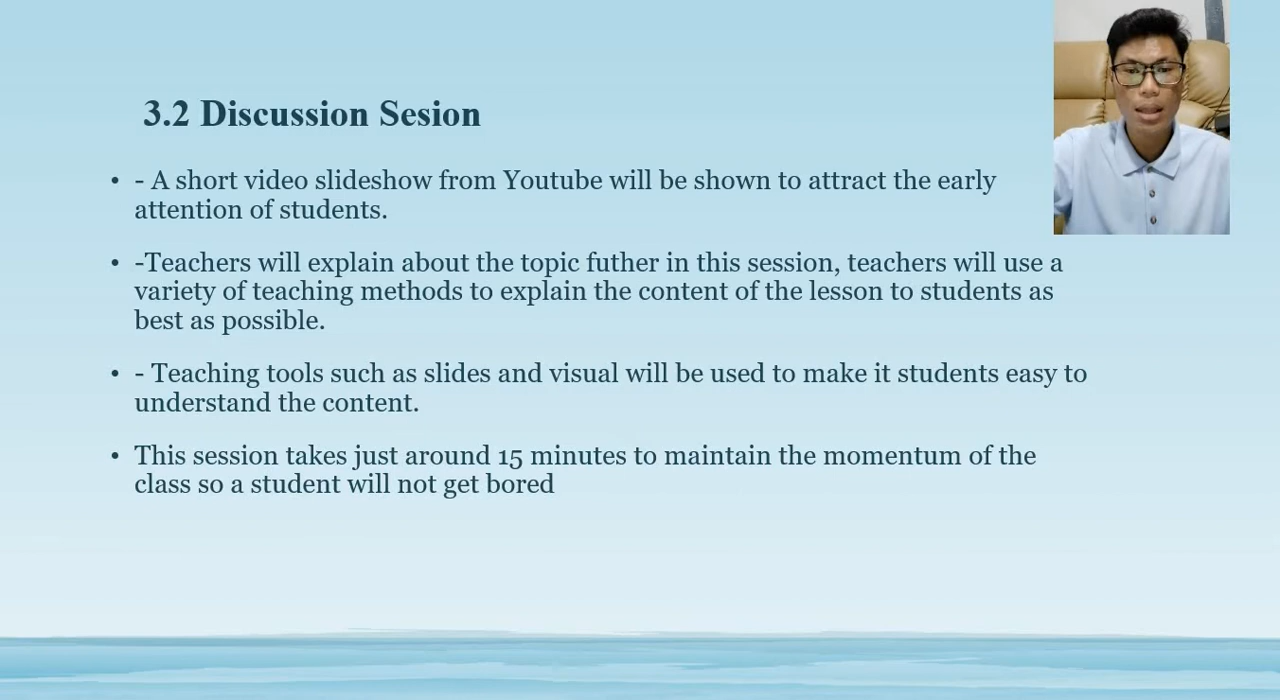 3.2 Discussion Sesion
• - A short video slideshow from Youtube will be shown to attract the early
attention of students.
• -Teachers will explain about the topic futher in this session, teachers will use a
variety of teaching methods to explain the content of the lesson to students as
best as possible.
• - Teaching tools such as slides and visual will be used to make it students easy to
understand the content.
• This session takes just around 15 minutes to maintain the momentum of the
class so a student will not get bored